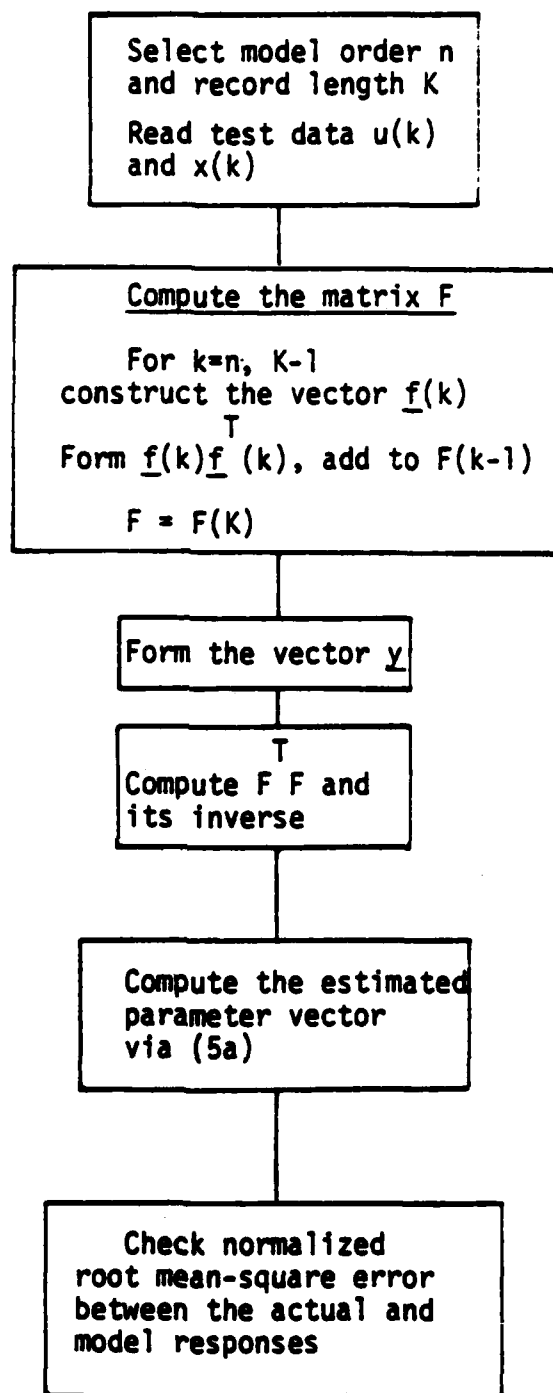 Select model order n
and record length K
Read test data u(k)
and x(k)
Compute the matrix F
For k=n, K-1
construct the vector f(k)
T
Form f(k)f (k), add to F(k-1)
F = F(K)
Form the vector y
T
Compute F F and
its inverse
Compute the estimated
parameter vector
via (5a)
Check normalized
root mean-square error
between the actual and
model responses